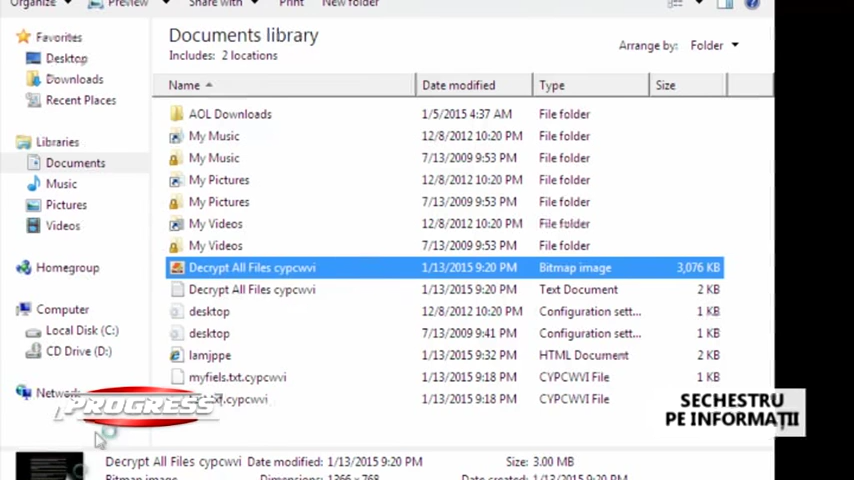 Organize Preview Share with Print New folder
Favorites
Desktop
Downloads
Recent Places
Libraries
Documents
Music
Pictures
Videos
Homegroup
Computer
Local Disk (C:)
CD Drive (D:)
Network
Documents library
Includes: 2 locations
Arrange by: Folder
Name Date modified Type Size
AOL Downloads 1/5/2015 4:37 AM File folder
My Music 12/8/2012 10:20 PM File folder
My Music 7/13/2009 9:53 PM File folder
My Pictures 12/8/2012 10:20 PM File folder
My Pictures 7/13/2009 9:53 PM File folder
My Videos 12/8/2012 10:20 PM File folder
My Videos 7/13/2009 9:53 PM File folder
Decrypt All Files cypcwvi 1/13/2015 9:20 PM Bitmap image 3,076 KB
Decrypt All Files cypcwvi 1/13/2015 9:20 PM Text Document 2 KB
desktop 12/8/2012 10:20 PM Configuration sett... 1 KB
desktop 7/13/2009 9:41 PM Configuration sett... 1 KB
lamjppe 1/13/2015 9:32 PM HTML Document 2 KB
myfiels.txt.cypcwvi 1/13/2015 9:18 PM CYPCWVI File 1 KB
.cypcwvi 1/13/2015 9:18 PM CYPCWVI File 1 KB
PROGRESS
SECHESTRU
PE INFORMAȚII
Decrypt All Files cypcwvi Date modified: 1/13/2015 9:20 PM Size: 3.00 MB
Bitmap image Dimensions: 1366 x 768 Date created: 1/13/2015 9:20 PM